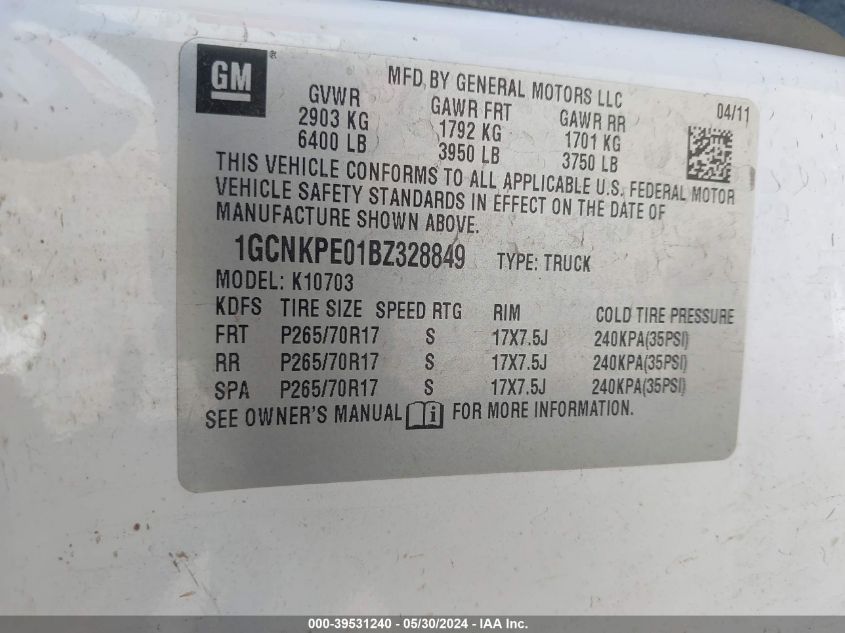 GM ®
MFD BY GENERAL MOTORS LLC
04/11
GVWR GAWR FRT GAWR RR
2903 KG 1792 KG 1701 KG
6400 LB 3950 LB 3750 LB
THIS VEHICLE CONFORMS TO ALL APPLICABLE U.S. FEDERAL MOTOR
VEHICLE SAFETY STANDARDS IN EFFECT ON THE DATE OF
MANUFACTURE SHOWN ABOVE.
1GCNKPE01BZ328849 TYPE: TRUCK
MODEL: K10703
KDFS TIRE SIZE SPEED RTG RIM COLD TIRE PRESSURE
FRT P265/70R17 S 17X7.5J 240KPA(35PSI)
RR P265/70R17 S 17X7.5J 240KPA(35PSI)
SPA P265/70R17 S 17X7.5J 240KPA(35PSI)
SEE OWNER'S MANUAL i FOR MORE INFORMATION.
000-39531240 - 05/30/2024 - IAA Inc.